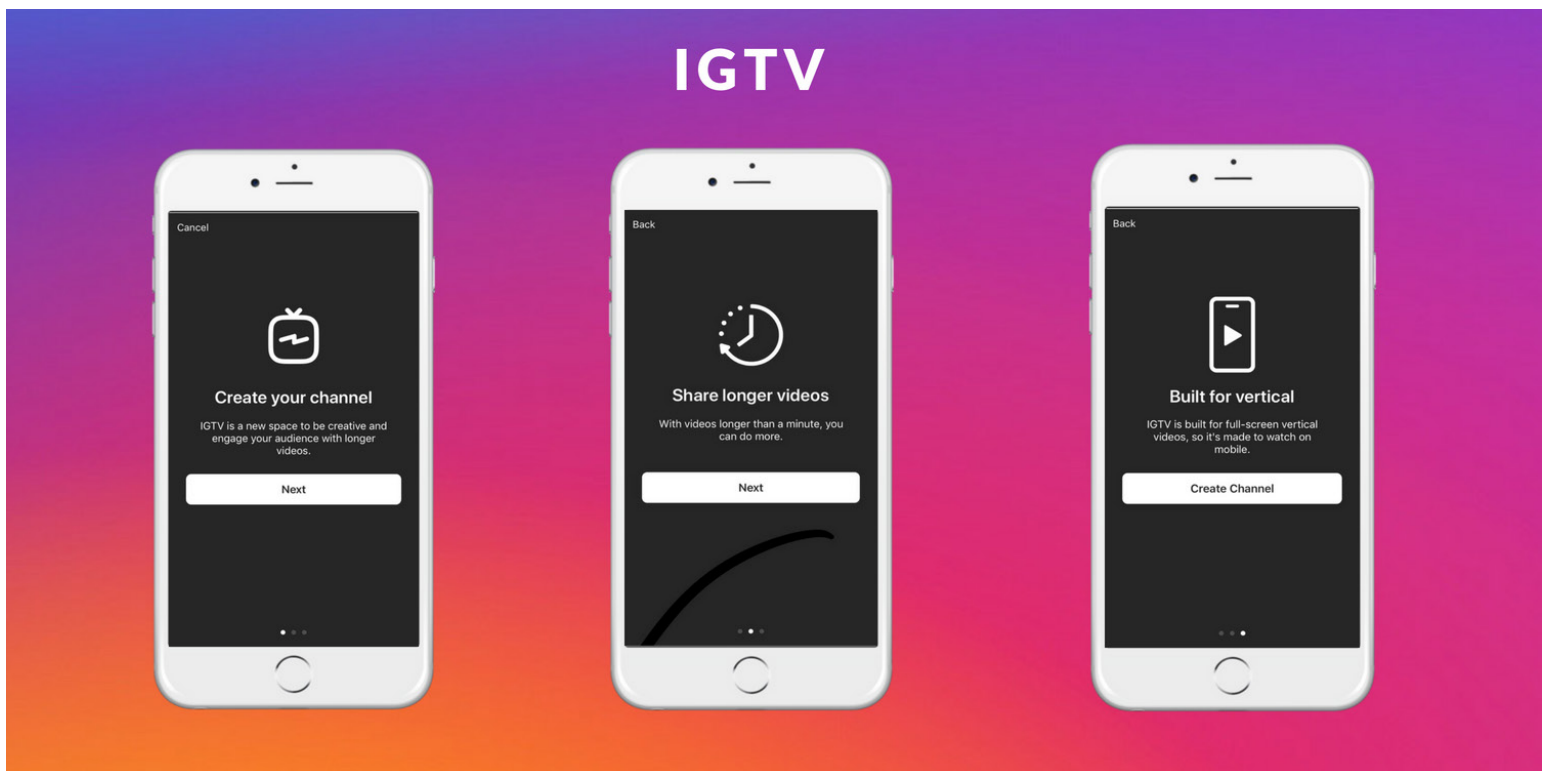 IGTV
Cancel
Create your channel
IGTV is a new space to be creative and
engage your audience with longer
videos.
Next
Back
Share longer videos
With videos longer than a minute, you
can do more.
Next
Back
Built for vertical
IGTV is built for full-screen vertical
videos, so it's made to watch on
mobile.
Create Channel